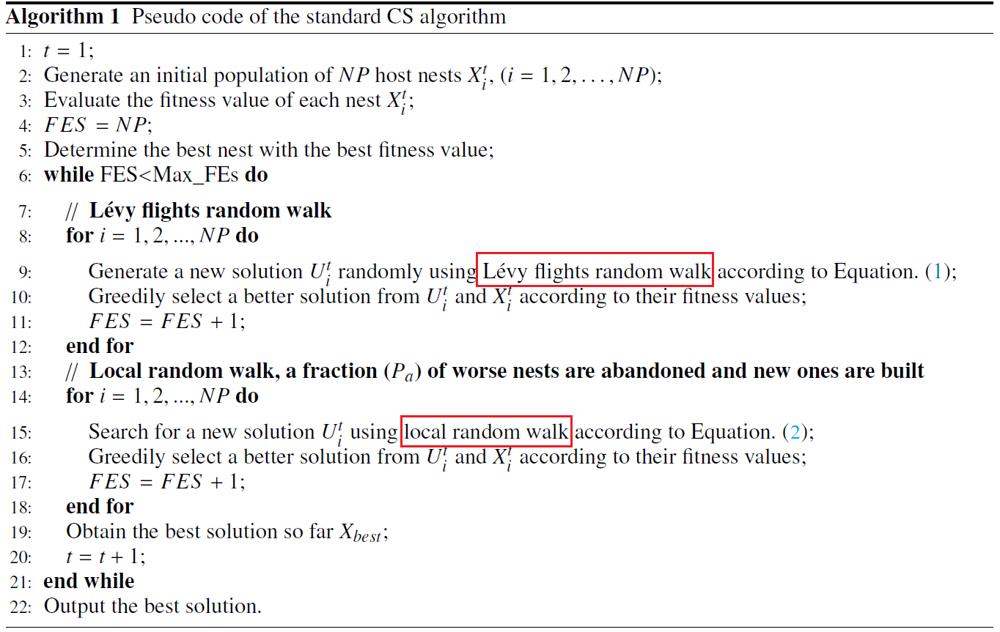 Algorithm 1 Pseudo code of the standard CS algorithm
1: t = 1;
2: Generate an initial population of NP host nests X_i^t, (i = 1, 2, . . . , NP);
3: Evaluate the fitness value of each nest X_i^t;
4: FES = NP;
5: Determine the best nest with the best fitness value;
6: while FES<Max_FEs do
7: // Lévy flights random walk
8: for i = 1, 2, ..., NP do
9: Generate a new solution U_i^t randomly using Lévy flights random walk according to Equation. (1);
10: Greedily select a better solution from U_i^t and X_i^t according to their fitness values;
11: FES = FES + 1;
12: end for
13: // Local random walk, a fraction (P_a) of worse nests are abandoned and new ones are built
14: for i = 1, 2, ..., NP do
15: Search for a new solution U_i^t using local random walk according to Equation. (2);
16: Greedily select a better solution from U_i^t and X_i^t according to their fitness values;
17: FES = FES + 1;
18: end for
19: Obtain the best solution so far X_best;
20: t = t + 1;
21: end while
22: Output the best solution.